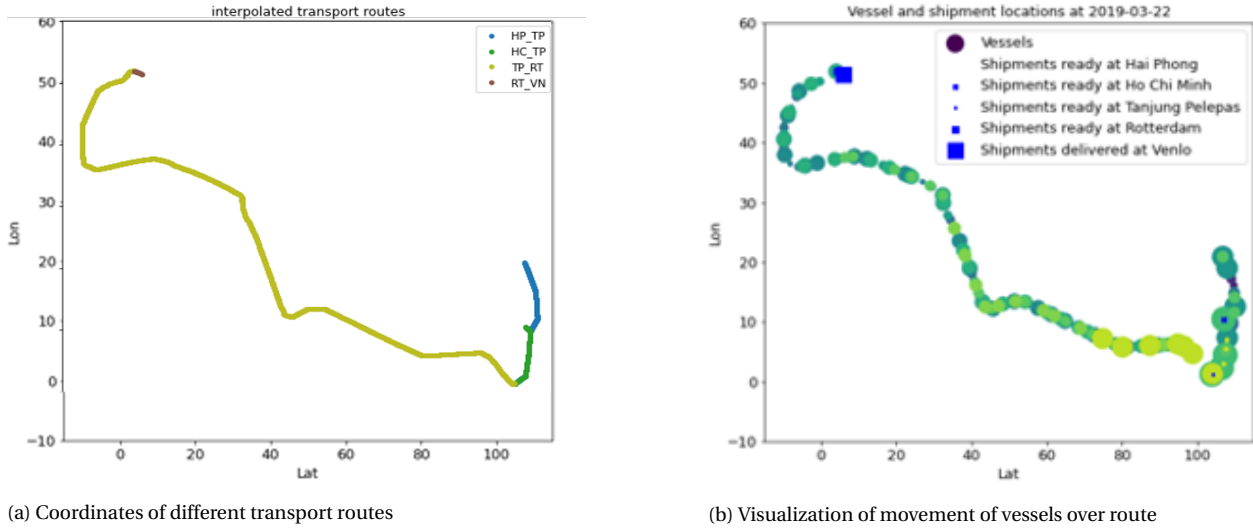 interpolated transport routes
60
50
40
30
20
10
0
−10
Lon
0
20
40
60
80
100
Lat
HP_TP
HC_TP
TP_RT
RT_VN
(a) Coordinates of different transport routes
Vessel and shipment locations at 2019-03-22
60
50
40
30
20
10
0
−10
Lon
0
20
40
60
80
100
Lat
Vessels
Shipments ready at Hai Phong
Shipments ready at Ho Chi Minh
Shipments ready at Tanjung Pelepas
Shipments ready at Rotterdam
Shipments delivered at Venlo
(b) Visualization of movement of vessels over route